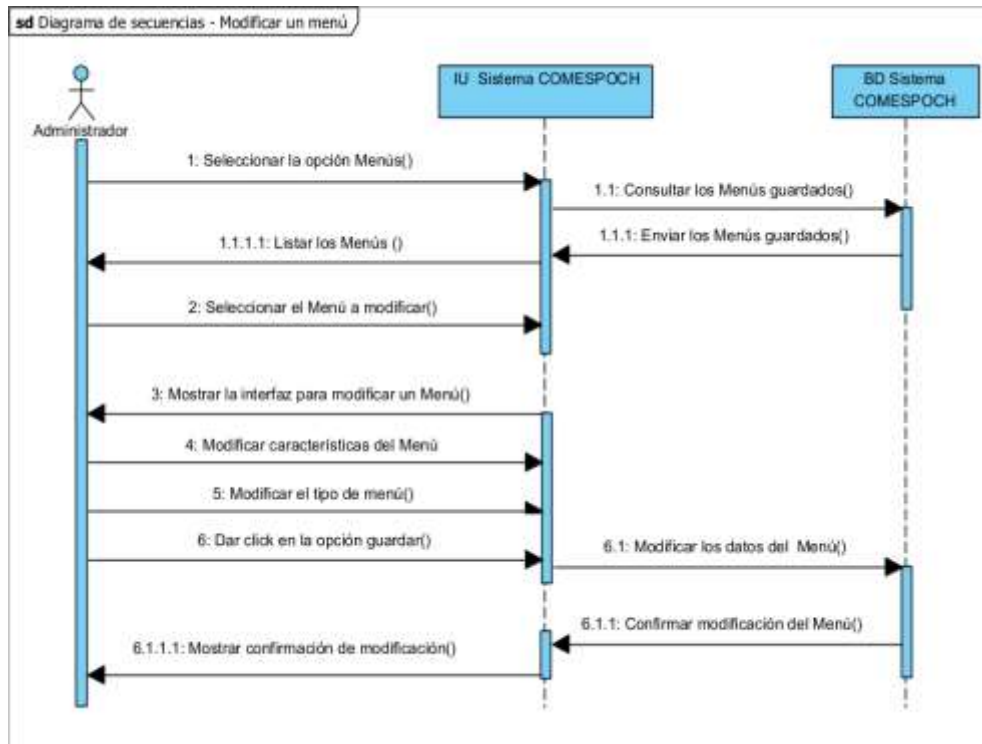 sd Diagrama de secuencias - Modificar un menú
Administrador
IU Sistema COMESPOCH
BD Sistema
COMESPOCH
1: Seleccionar la opción Menús()
1.1: Consultar los Menús guardados()
1.1.1: Enviar los Menús guardados()
1.1.1.1: Listar los Menús ()
2: Seleccionar el Menú a modificar()
3: Mostrar la interfaz para modificar un Menú()
4: Modificar características del Menú
5: Modificar el tipo de menú()
6: Dar click en la opción guardar()
6.1: Modificar los datos del Menú()
6.1.1: Confirmar modificación del Menú()
6.1.1.1: Mostrar confirmación de modificación()